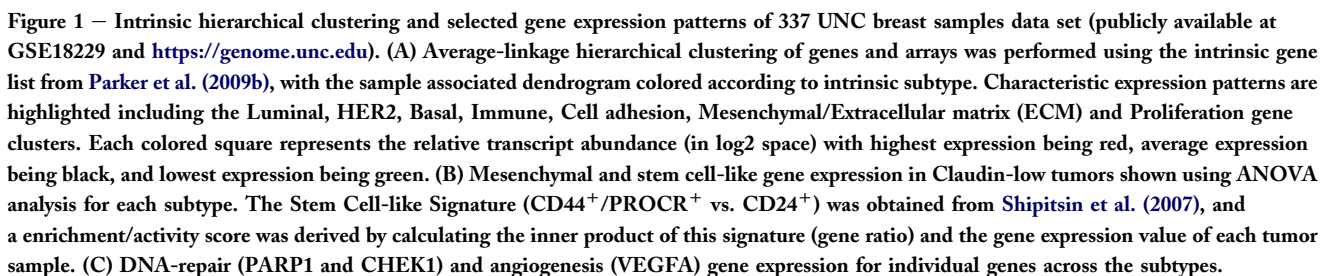 Figure 1 – Intrinsic hierarchical clustering and selected gene expression patterns of 337 UNC breast samples data set (publicly available at
GSE18229 and https://genome.unc.edu). (A) Average-linkage hierarchical clustering of genes and arrays was performed using the intrinsic gene
list from Parker et al. (2009b), with the sample associated dendrogram colored according to intrinsic subtype. Characteristic expression patterns are
highlighted including the Luminal, HER2, Basal, Immune, Cell adhesion, Mesenchymal/Extracellular matrix (ECM) and Proliferation gene
clusters. Each colored square represents the relative transcript abundance (in log2 space) with highest expression being red, average expression
being black, and lowest expression being green. (B) Mesenchymal and stem cell-like gene expression in Claudin-low tumors shown using ANOVA
analysis for each subtype. The Stem Cell-like Signature (CD44+/PROCR+ vs. CD24+) was obtained from Shipitsin et al. (2007), and
a enrichment/activity score was derived by calculating the inner product of this signature (gene ratio) and the gene expression value of each tumor
sample. (C) DNA-repair (PARP1 and CHEK1) and angiogenesis (VEGFA) gene expression for individual genes across the subtypes.